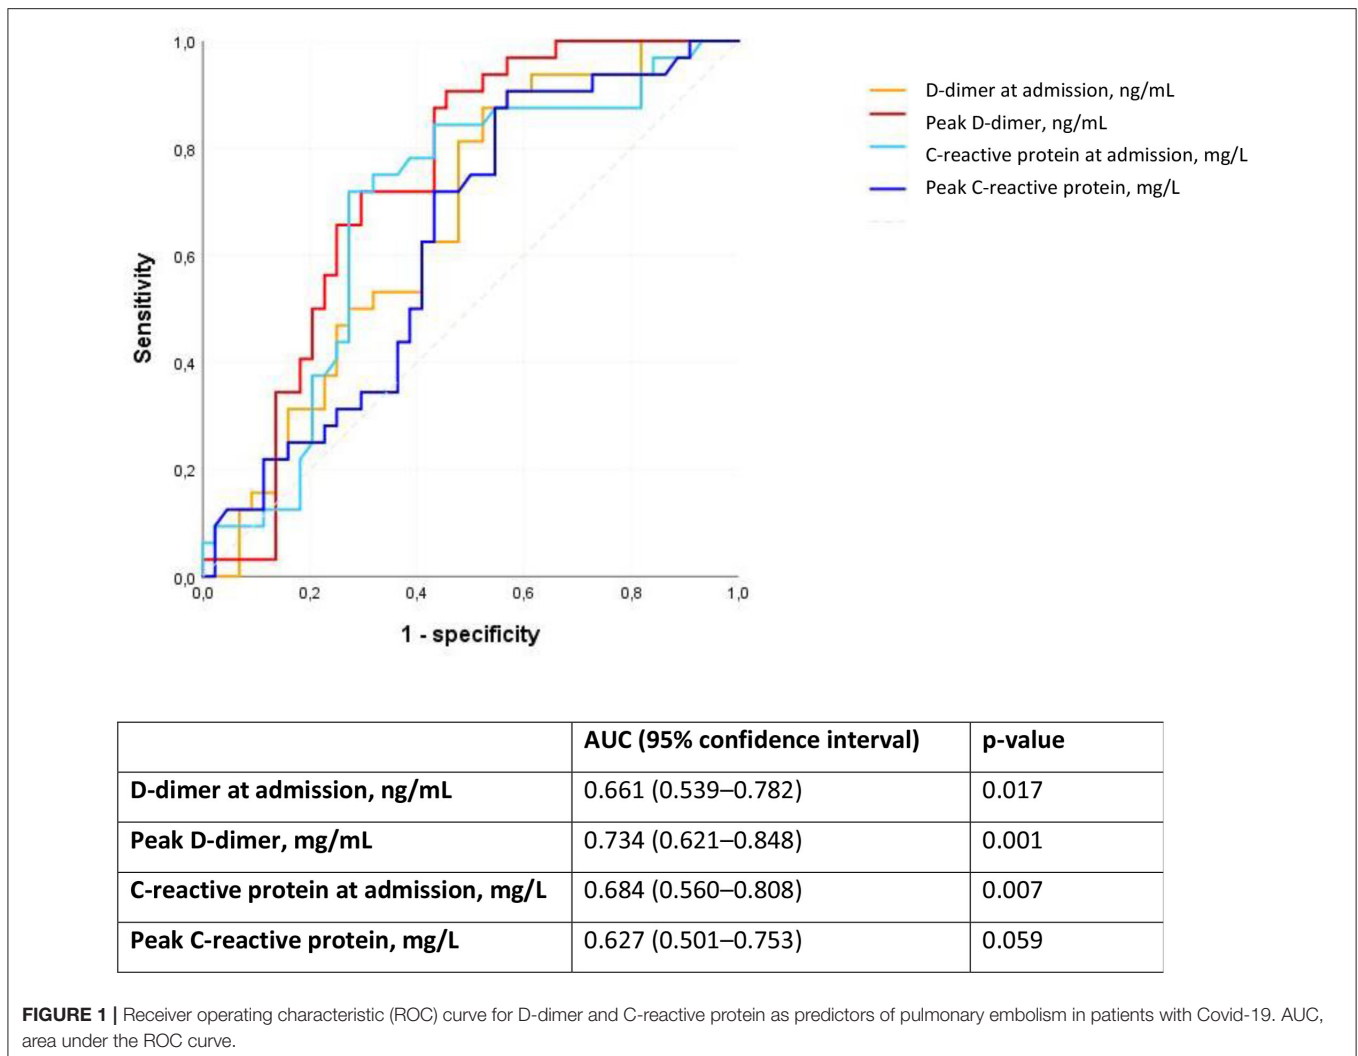 1,0
0,8
0,6
0,4
0,2
0,0
Sensitivity
0,0 0,2 0,4 0,6 0,8 1,0
1 - specificity
D-dimer at admission, ng/mL
Peak D-dimer, ng/mL
C-reactive protein at admission, mg/L
Peak C-reactive protein, mg/L
AUC (95% confidence interval) p-value
D-dimer at admission, ng/mL 0.661 (0.539–0.782) 0.017
Peak D-dimer, mg/mL 0.734 (0.621–0.848) 0.001
C-reactive protein at admission, mg/L 0.684 (0.560–0.808) 0.007
Peak C-reactive protein, mg/L 0.627 (0.501–0.753) 0.059
FIGURE 1 | Receiver operating characteristic (ROC) curve for D-dimer and C-reactive protein as predictors of pulmonary embolism in patients with Covid-19. AUC,
area under the ROC curve.